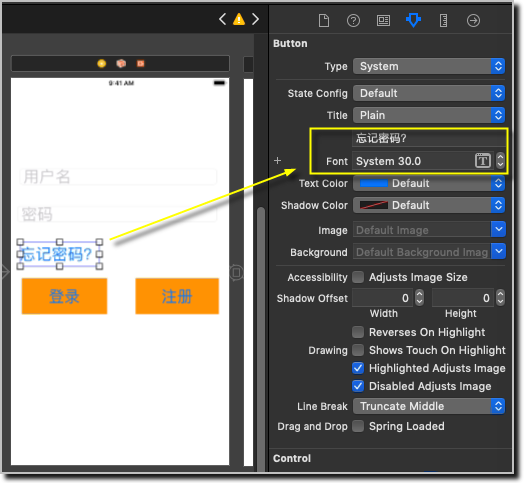 Button
Type System
State Config Default
Title Plain
忘记密码?
Font System 30.0 T
Text Color Default
Shadow Color Default
Image Default Image
Background Default Background Imag
Accessibility Adjusts Image Size
Shadow Offset 0 0
Width Height
Reverses On Highlight
Drawing Shows Touch On Highlight
Highlighted Adjusts Image
Disabled Adjusts Image
Line Break Truncate Middle
Drag and Drop Spring Loaded
Control
9:41 AM
用户名
密码
忘记密码?
登录 注册